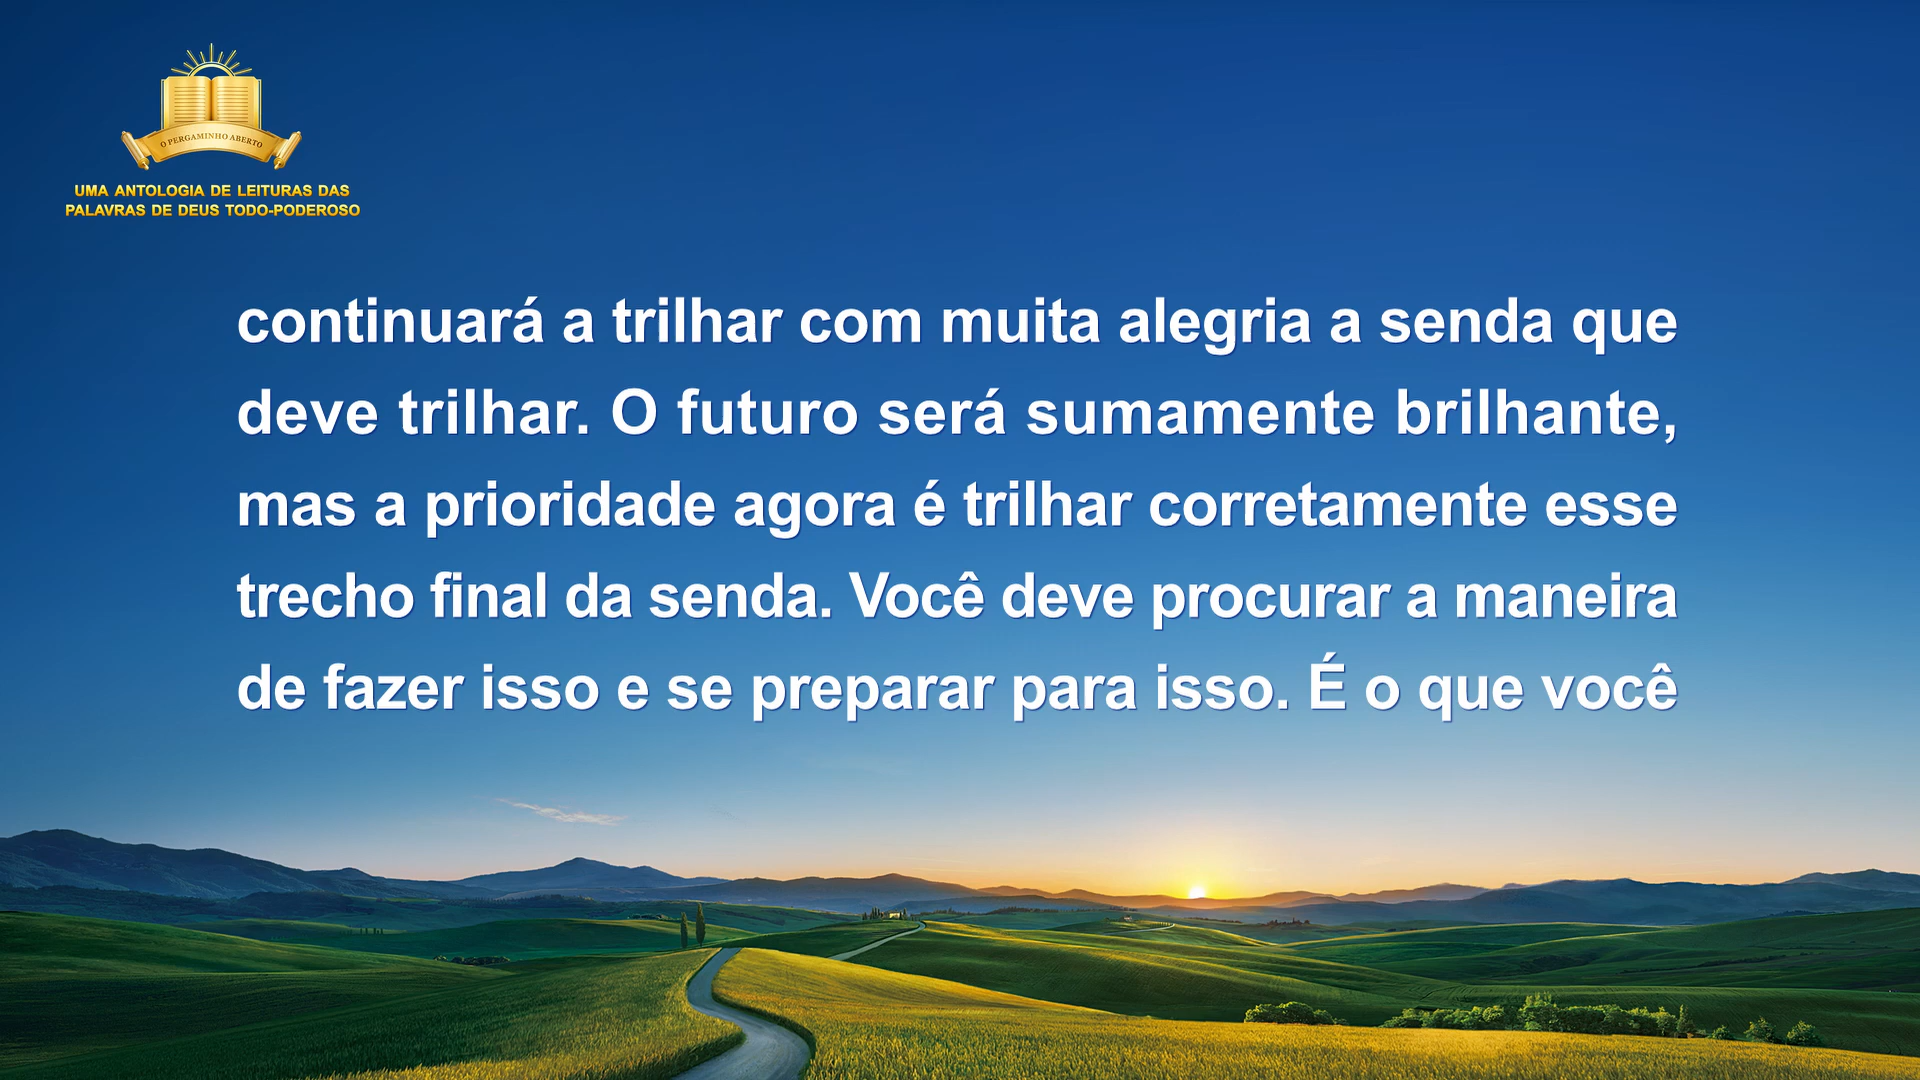 O PERGAMINHO ABERTO
UMA ANTOLOGIA DE LEITURAS DAS
PALAVRAS DE DEUS TODO-PODEROSO
continuará a trilhar com muita alegria a senda que
deve trilhar. O futuro será sumamente brilhante,
mas a prioridade agora é trilhar corretamente esse
trecho final da senda. Você deve procurar a maneira
de fazer isso e se preparar para isso. É o que você